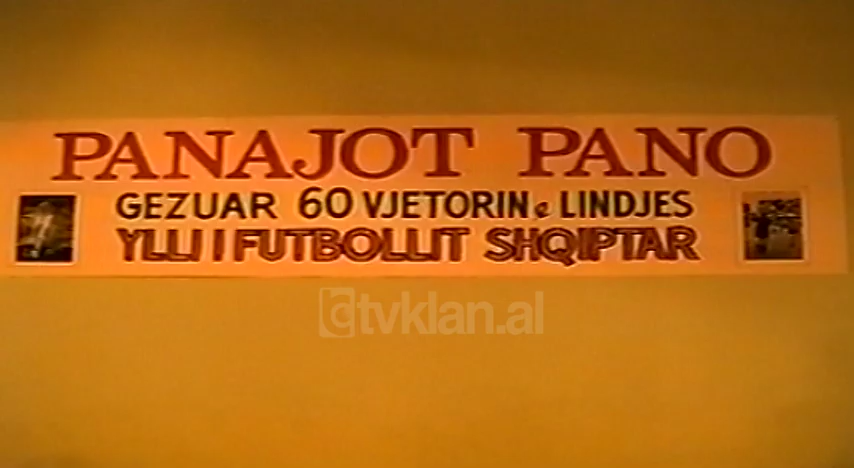 PANAJOT PANO
GEZUAR 60 VJETORIN e LINDJES
YLLI I FUTBOLLIT SHQIPTAR
tvklan.al